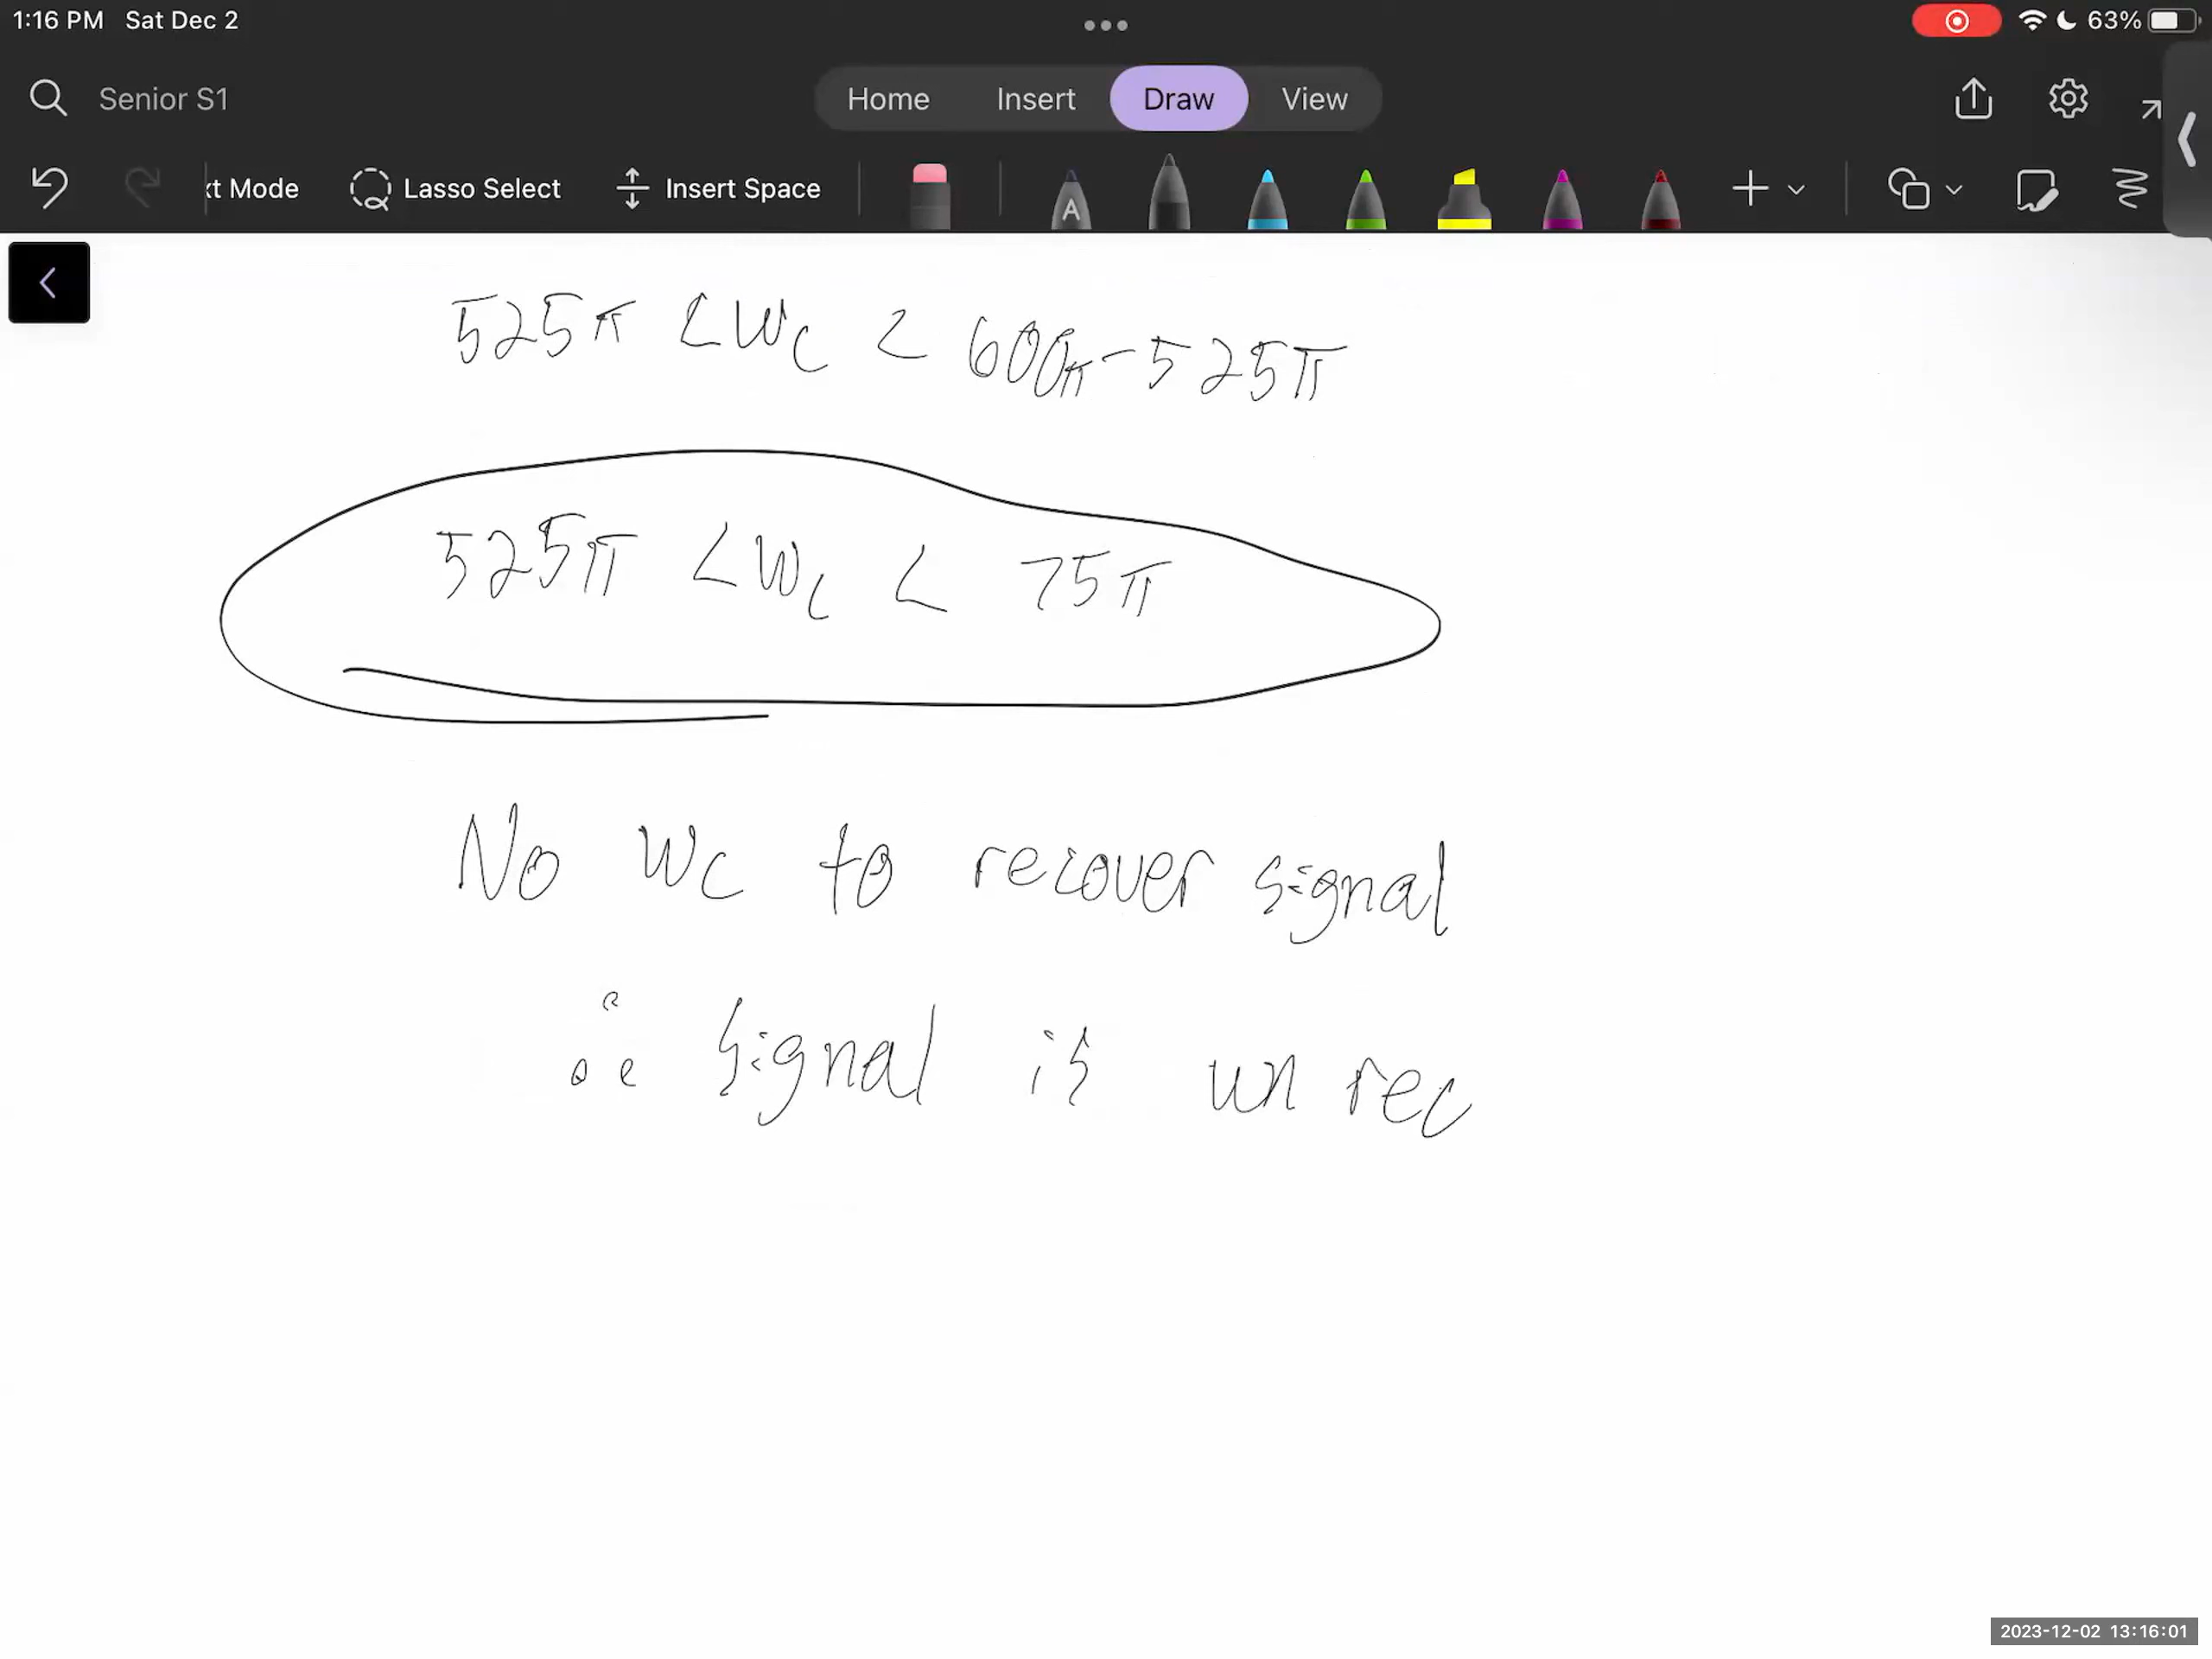 1:16 PM Sat Dec 2
63%
Senior S1
Home Insert Draw View
xt Mode Lasso Select Insert Space
A
525π < Wc < 600π - 525π
525π < Wc < 75π
No Wc to recover signal
∴ signal is un rec
2023-12-02 13:16:01